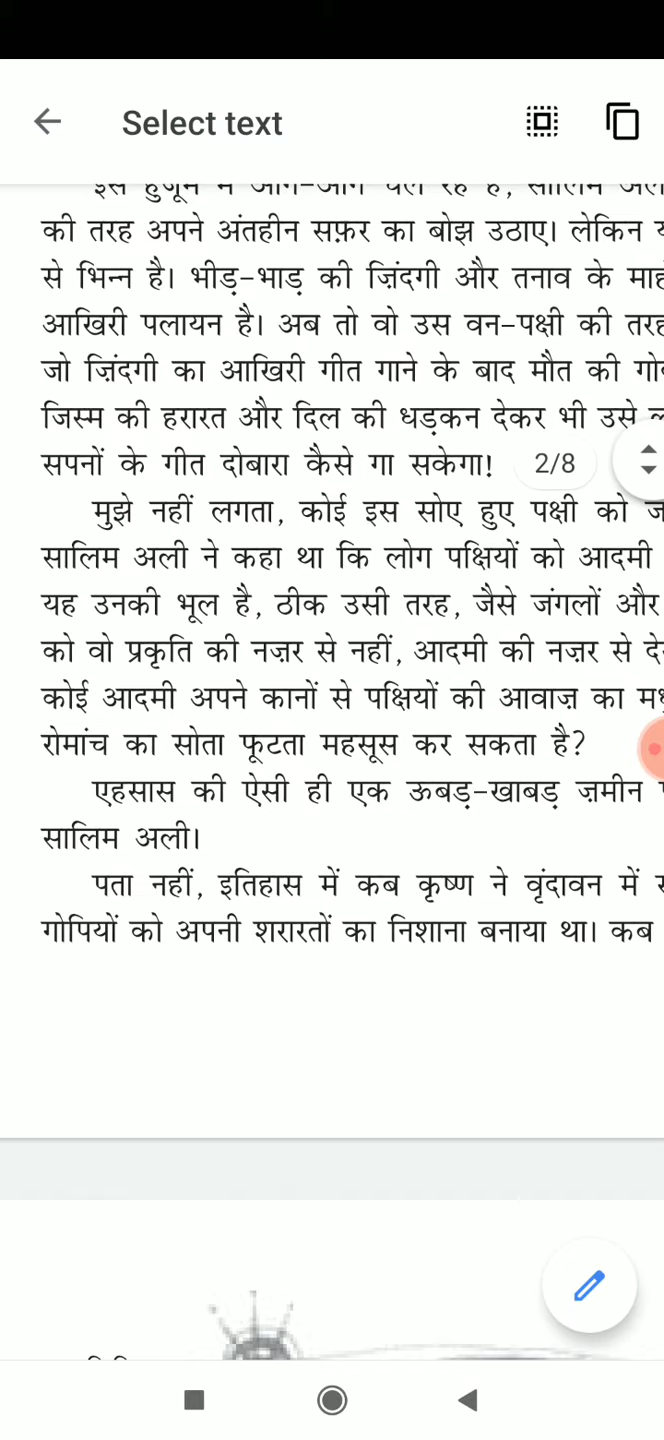 Select text
की तरह अपने अंतहीन सफ़र का बोझ उठाए। लेकिन
से भिन्न है। भीड़-भाड़ की ज़िंदगी और तनाव के
आखिरी पलायन है। अब तो वो उस वन-पक्षी की
जो ज़िंदगी का आखिरी गीत गाने के बाद मौत की
जिस्म की हरारत और दिल की धड़कन देकर भी उसे
सपनों के गीत दोबारा कैसे गा सकेगा!
2/8
मुझे नहीं लगता, कोई इस सोए हुए पक्षी को
सालिम अली ने कहा था कि लोग पक्षियों को आदमी
यह उनकी भूल है, ठीक उसी तरह, जैसे जंगलों और
को वो प्रकृति की नज़र से नहीं, आदमी की नज़र से
कोई आदमी अपने कानों से पक्षियों की आवाज़ का
रोमांच का सोता फूटता महसूस कर सकता है?
एहसास की ऐसी ही एक ऊबड़-खाबड़ ज़मीन
सालिम अली।
पता नहीं, इतिहास में कब कृष्ण ने वृंदावन में
गोपियों को अपनी शरारतों का निशाना बनाया था। कब